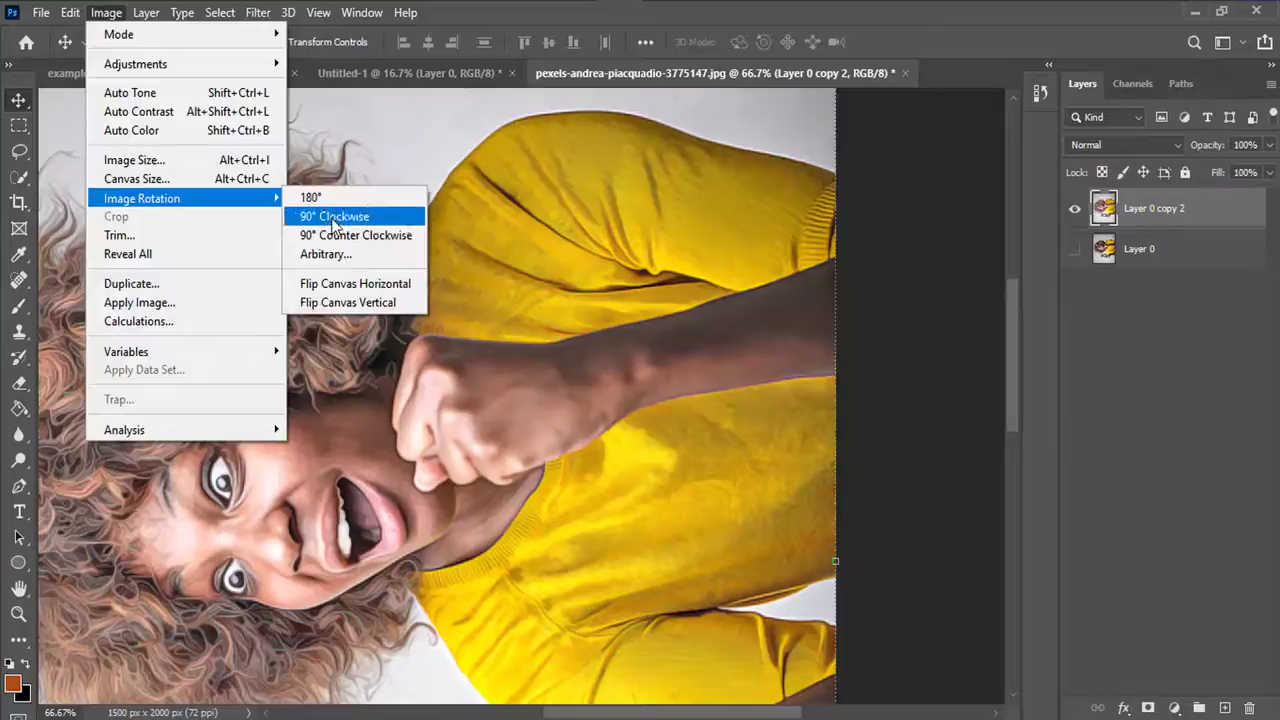 Ps File Edit Image Layer Type Select Filter 3D View Window Help
Transform Controls 3D Mode:
Untitled-1 @ 16.7% (Layer 0, RGB/8) * × pexels-andrea-piacquadio-3775147.jpg @ 66.7% (Layer 0 copy 2, RGB/8) * ×
Mode
Adjustments
Auto Tone Shift+Ctrl+L
Auto Contrast Alt+Shift+Ctrl+L
Auto Color Shift+Ctrl+B
Image Size... Alt+Ctrl+I
Canvas Size... Alt+Ctrl+C
Image Rotation
Crop
Trim...
Reveal All
Duplicate...
Apply Image...
Calculations...
Variables
Apply Data Set...
Trap...
Analysis
180°
90° Clockwise
90° Counter Clockwise
Arbitrary...
Flip Canvas Horizontal
Flip Canvas Vertical
Layers Channels Paths
Kind
Normal Opacity: 100%
Lock: Fill: 100%
Layer 0 copy 2
Layer 0
66.67% 1500 px x 2000 px (72 ppi)
fx